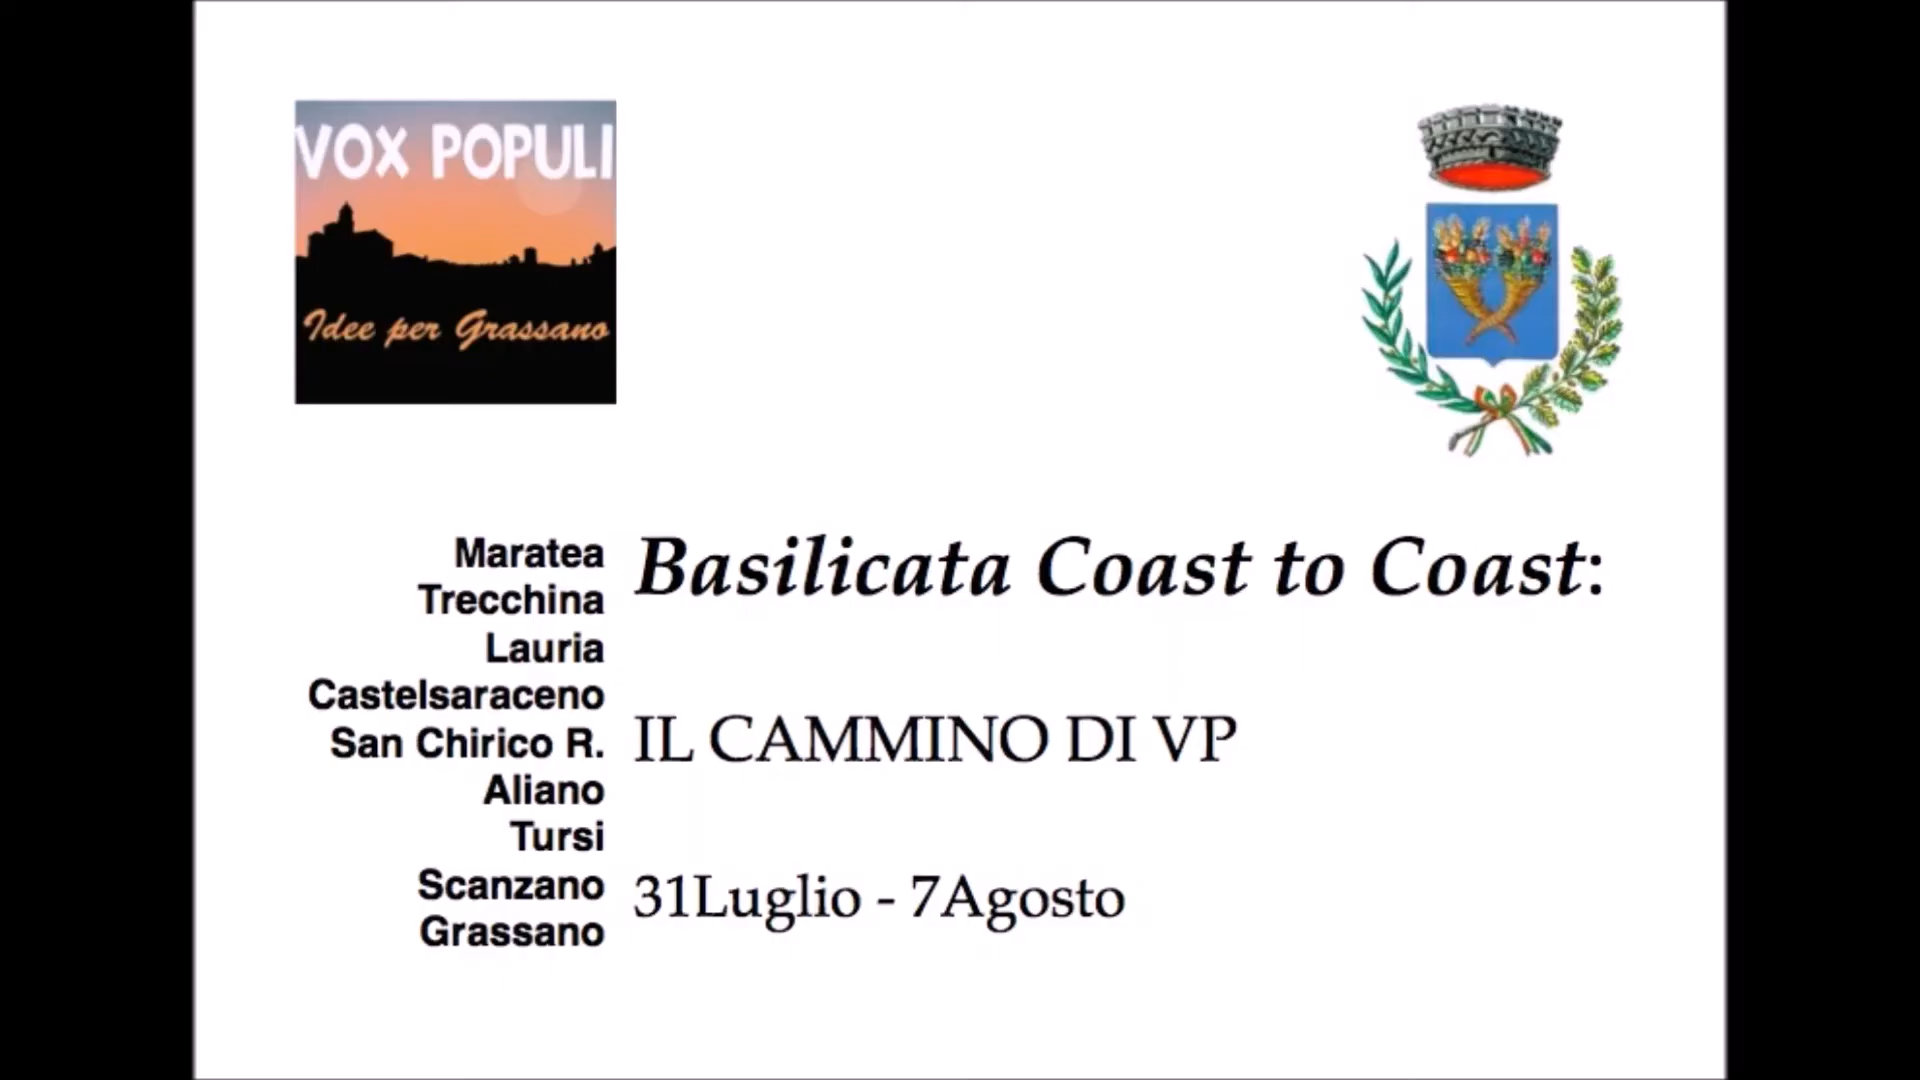 VOX POPULI
Idee per Grassano
Maratea
Trecchina
Lauria
Castelsaraceno
San Chirico R.
Aliano
Tursi
Scanzano
Grassano
Basilicata Coast to Coast:
IL CAMMINO DI VP
31Luglio - 7Agosto